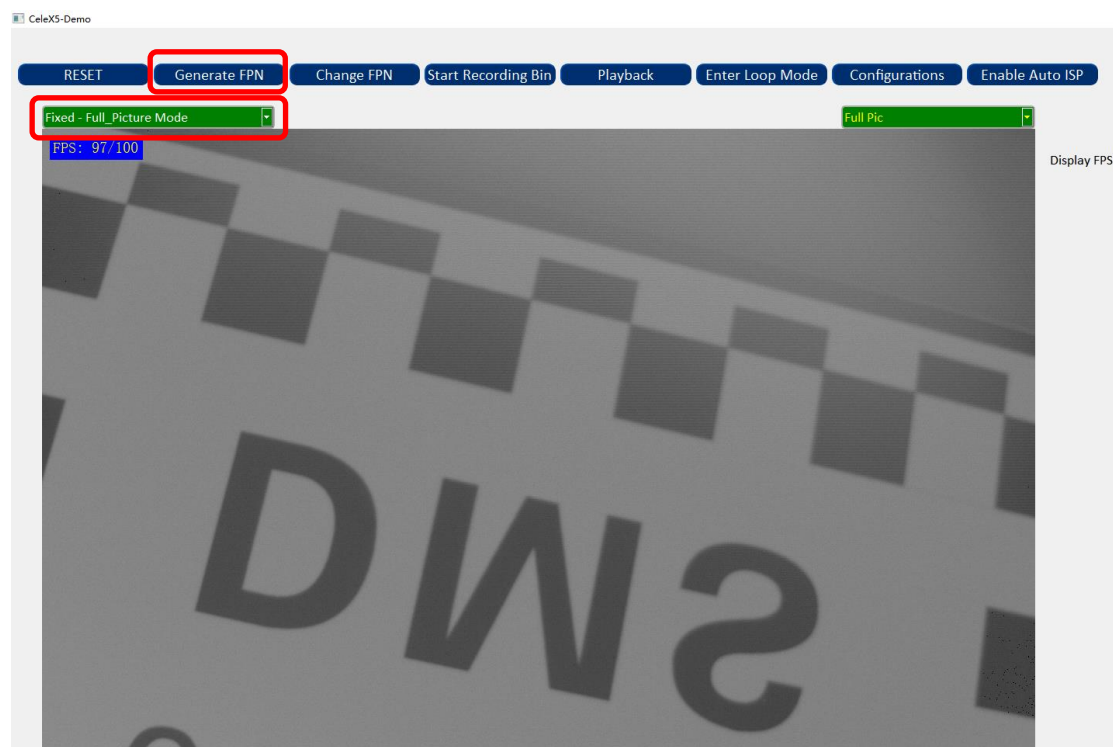 CeleX5-Demo
RESET Generate FPN Change FPN Start Recording Bin Playback Enter Loop Mode Configurations Enable Auto ISP
Fixed - Full_Picture Mode Full Pic
FPS: 97/100
Display FPS
DMS